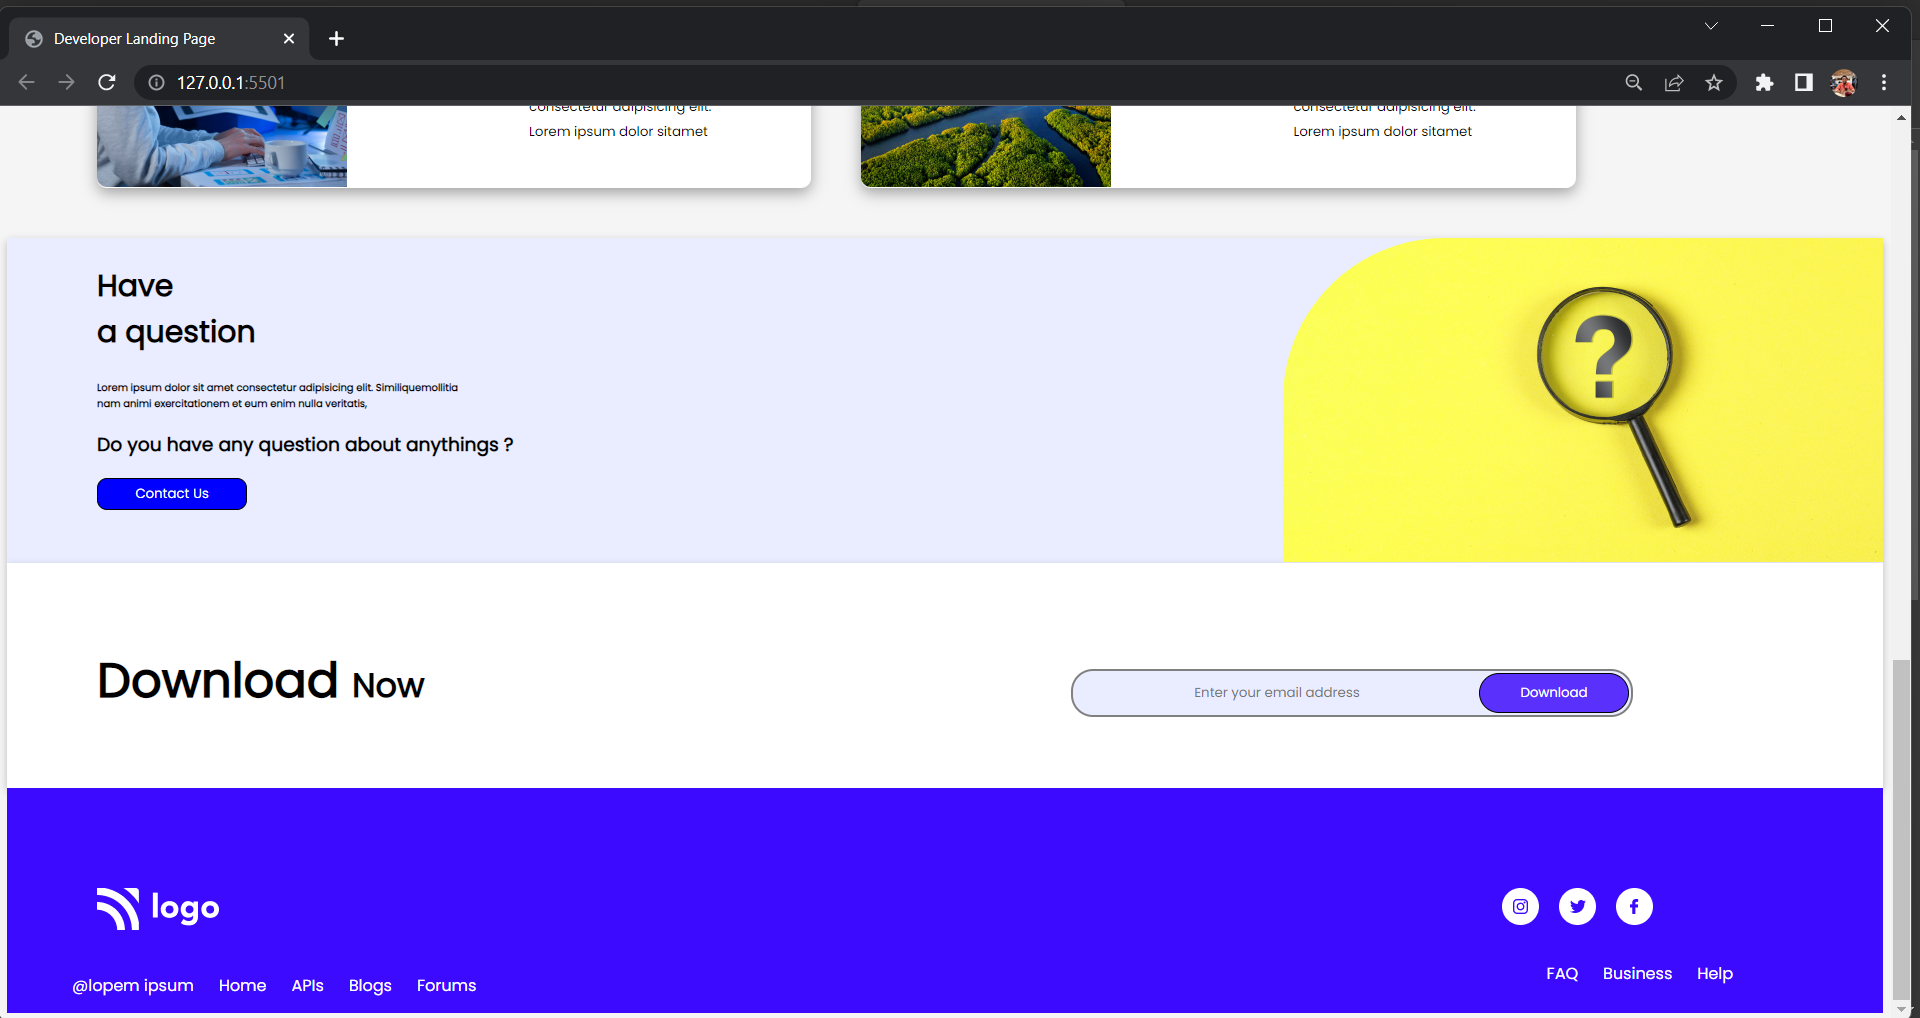 Developer Landing Page
127.0.0.1:5501
consectetur adipisicing elit.
Lorem ipsum dolor sitamet
consectetur adipisicing elit.
Lorem ipsum dolor sitamet
Have
a question
Lorem ipsum dolor sit amet consectetur adipisicing elit. Similiquemollitia
nam animi exercitationem et eum enim nulla veritatis,
Do you have any question about anythings ?
Contact Us
?
Download Now
Enter your email address
Download
logo
@lopem ipsum Home APIs Blogs Forums
FAQ Business Help